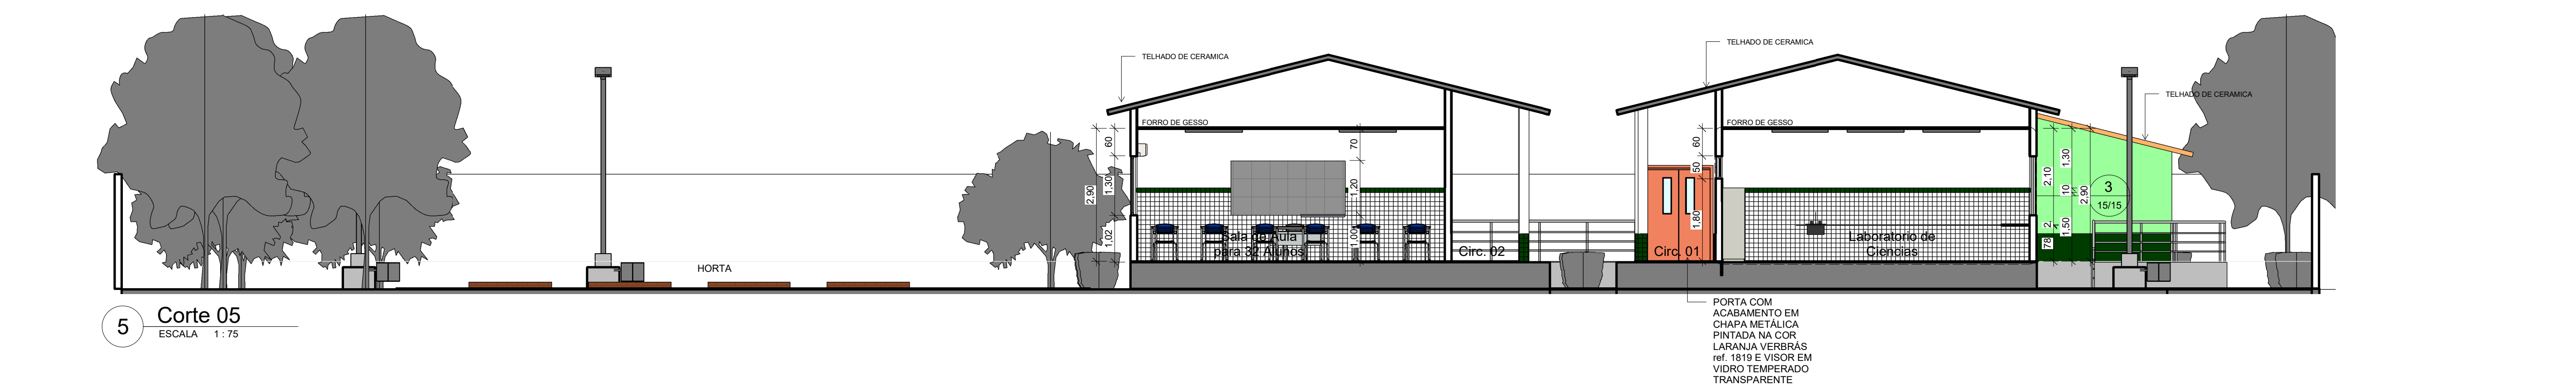 TELHADO DE CERAMICA
TELHADO DE CERAMICA
TELHADO DE CERAMICA
FORRO DE GESSO
FORRO DE GESSO
2,90
60
1,30
1,02
70
1,20
1,00
60
50
1,80
2,10
2
78
1,30
10
1,50
2,90
3
15/15
Sala de Aula
para 32 Alunos
Circ. 02
Circ. 01
Laboratorio de
Ciencias
HORTA
5
Corte 05
ESCALA 1 : 75
PORTA COM
ACABAMENTO EM
CHAPA METÁLICA
PINTADA NA COR
LARANJA VERBRÁS
ref. 1819 E VISOR EM
VIDRO TEMPERADO
TRANSPARENTE